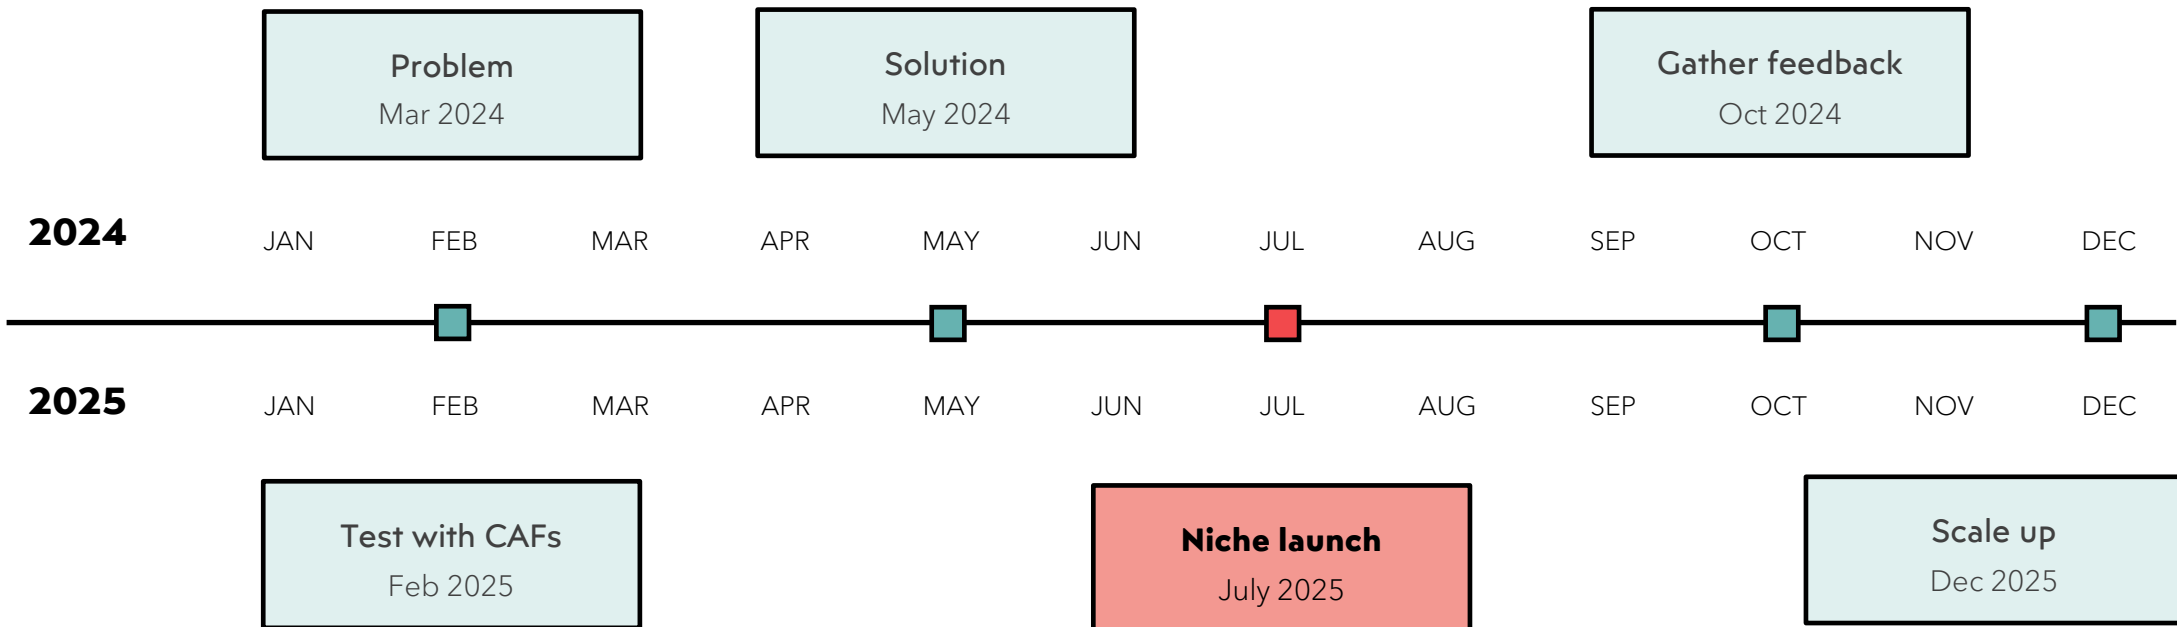 Problem
Mar 2024
Solution
May 2024
Gather feedback
Oct 2024
2024 JAN FEB MAR APR MAY JUN JUL AUG SEP OCT NOV DEC
2025 JAN FEB MAR APR MAY JUN JUL AUG SEP OCT NOV DEC
Test with CAFs
Feb 2025
Niche launch
July 2025
Scale up
Dec 2025